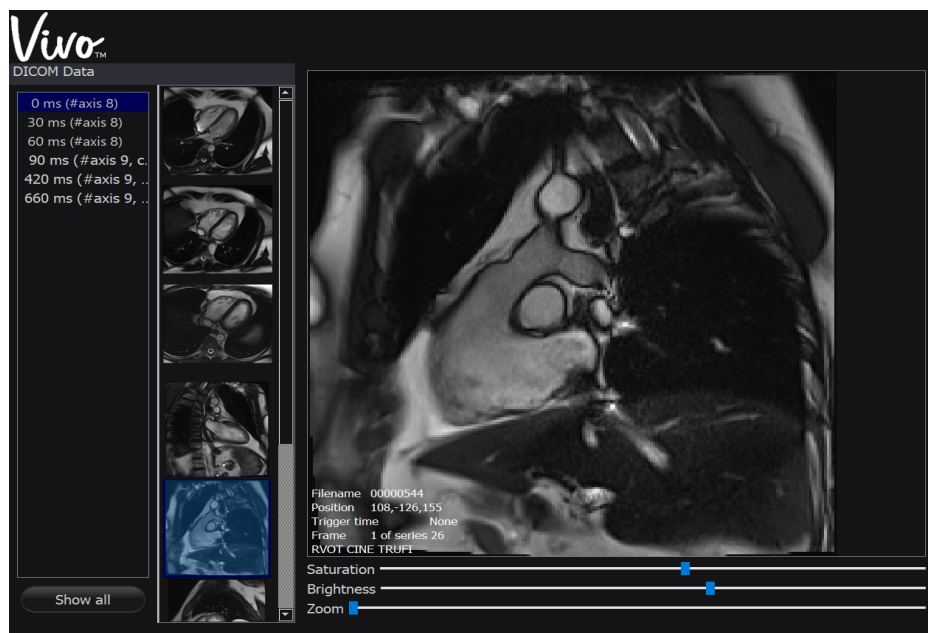 Vivo™
DICOM Data
0 ms (#axis 8)
30 ms (#axis 8)
60 ms (#axis 8)
90 ms (#axis 9, c.
420 ms (#axis 9, ..
660 ms (#axis 9, ..
Show all
Filename 00000544
Position 108,-126,155
Trigger time None
Frame 1 of series 26
RVOT CINE TRUFI
Saturation
Brightness
Zoom